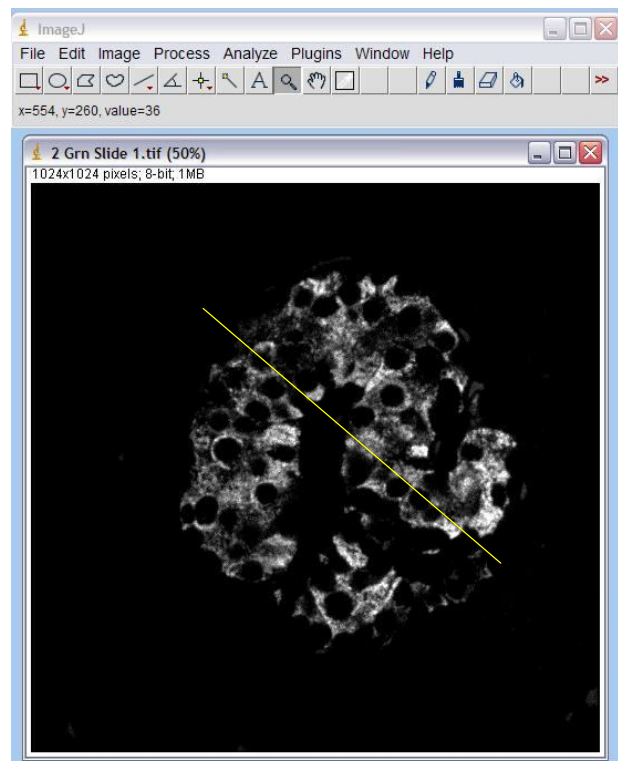 ImageJ
File Edit Image Process Analyze Plugins Window Help
A >>
x=554, y=260, value=36
2 Grn Slide 1.tif (50%)
1024x1024 pixels; 8-bit; 1MB